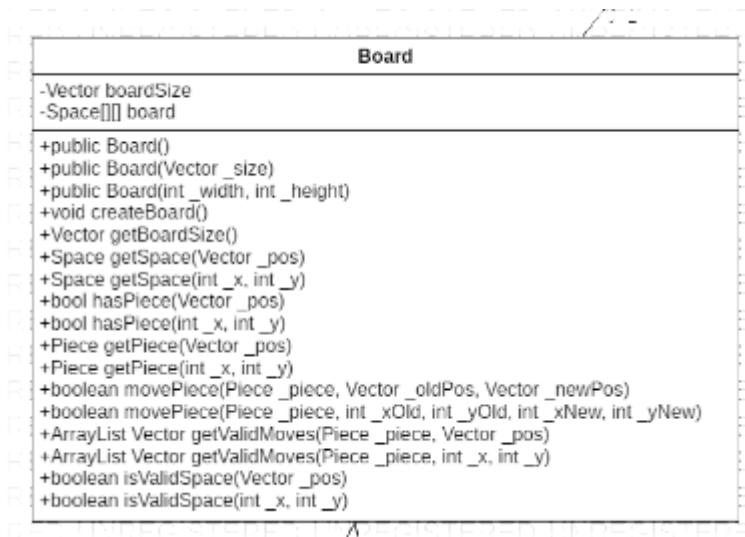 Board
-Vector boardSize
-Space[][] board
+public Board()
+public Board(Vector _size)
+public Board(int _width, int _height)
+void createBoard()
+Vector getBoardSize()
+Space getSpace(Vector _pos)
+Space getSpace(int _x, int _y)
+bool hasPiece(Vector _pos)
+bool hasPiece(int _x, int _y)
+Piece getPiece(Vector _pos)
+Piece getPiece(int _x, int _y)
+boolean movePiece(Piece _piece, Vector _oldPos, Vector _newPos)
+boolean movePiece(Piece _piece, int _xOld, int _yOld, int _xNew, int _yNew)
+ArrayList Vector getValidMoves(Piece _piece, Vector _pos)
+ArrayList Vector getValidMoves(Piece _piece, int _x, int _y)
+boolean isValidSpace(Vector _pos)
+boolean isValidSpace(int _x, int _y)